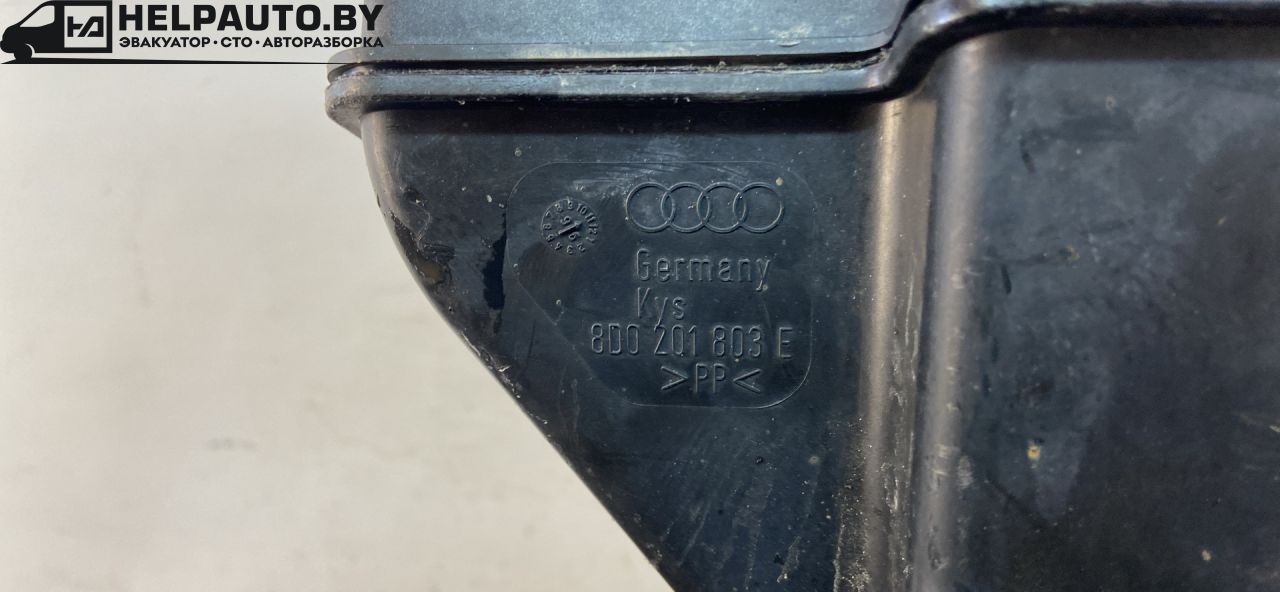 HELPAUTO.BY
ЭВАКУАТОР · СТО · АВТОРАЗБОРКА
Germany
Kys
8D0 201 803 E
>PP<